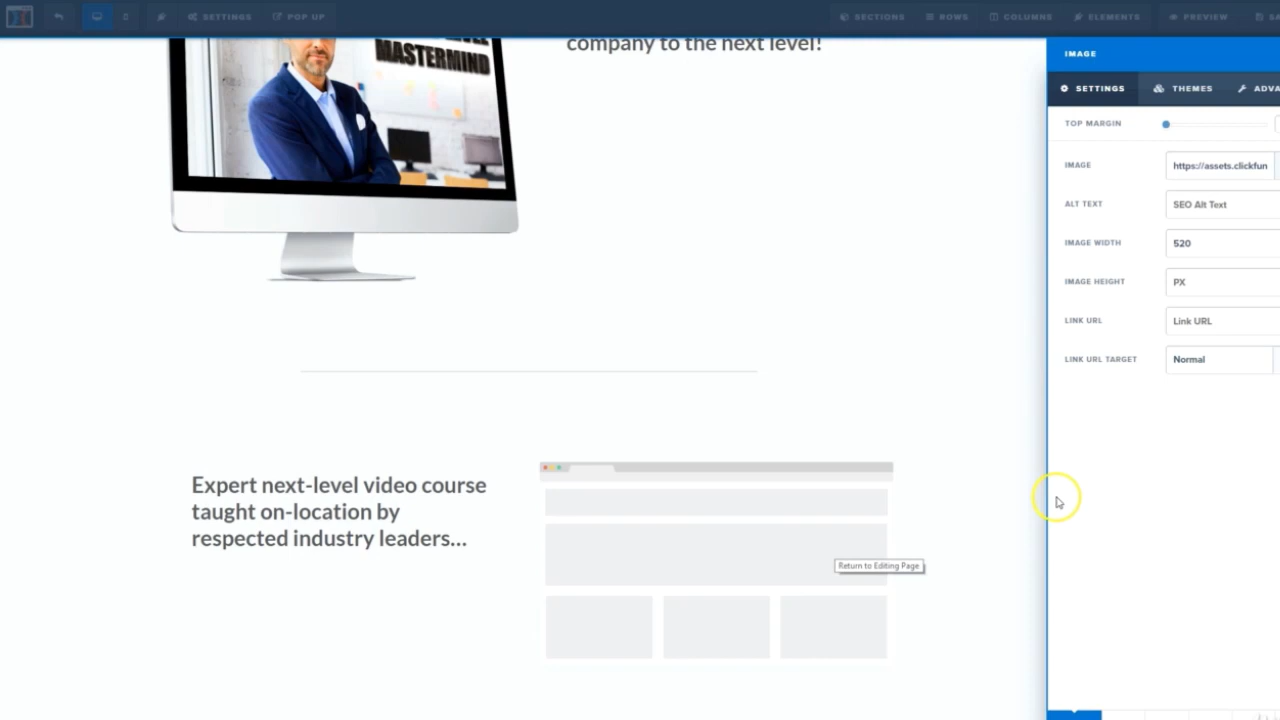 SETTINGS
POP UP
SECTIONS
ROWS
COLUMNS
ELEMENTS
PREVIEW
MASTERMIND
company to the next level!
IMAGE
SETTINGS
THEMES
ADVA
TOP MARGIN
IMAGE
https://assets.clickfun
ALT TEXT
SEO Alt Text
IMAGE WIDTH
520
IMAGE HEIGHT
PX
LINK URL
Link URL
LINK URL TARGET
Normal
Expert next-level video course
taught on-location by
respected industry leaders...
Return to Editing Page